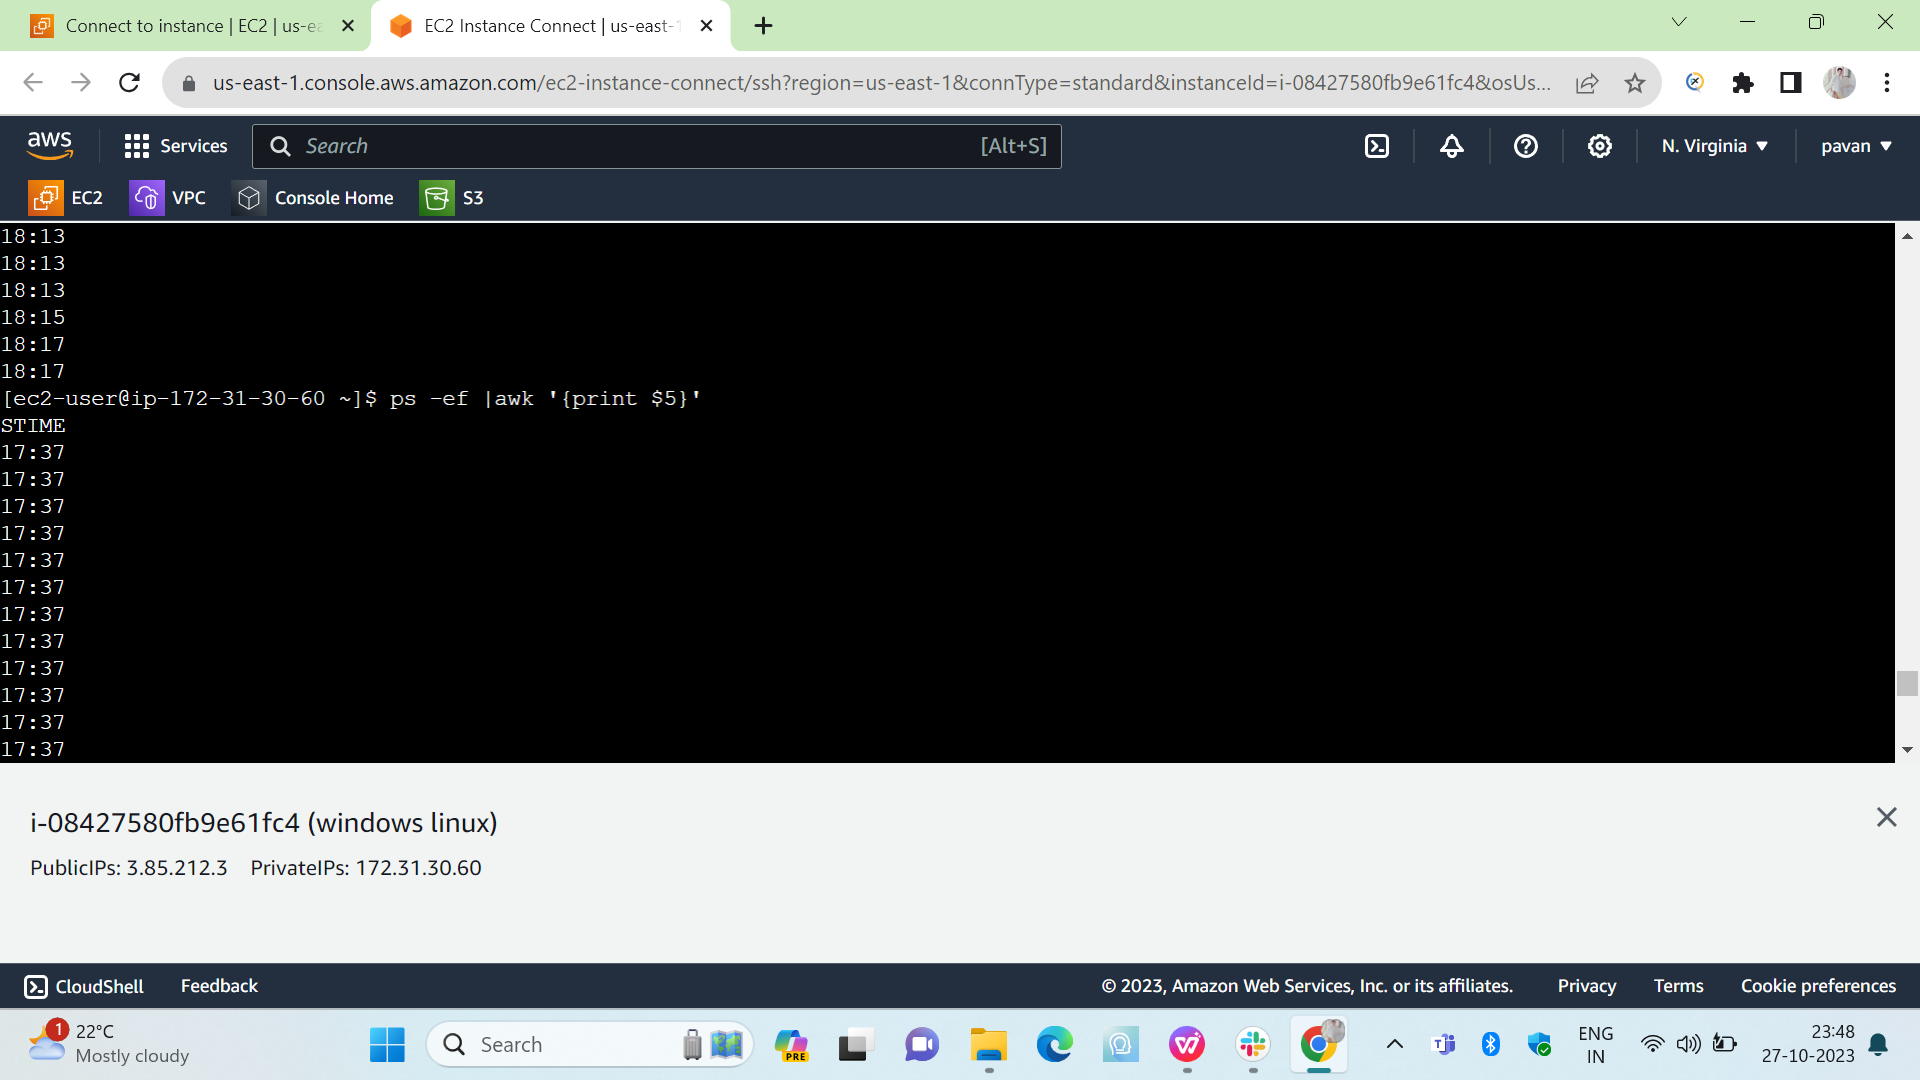 Connect to instance | EC2 | us-ea
EC2 Instance Connect | us-east-1
us-east-1.console.aws.amazon.com/ec2-instance-connect/ssh?region=us-east-1&connType=standard&instanceId=i-08427580fb9e61fc4&osUs...
aws
Services
Search
[Alt+S]
N. Virginia
pavan
EC2
VPC
Console Home
S3
18:13
18:13
18:13
18:15
18:17
18:17
[ec2-user@ip-172-31-30-60 ~]$ ps -ef |awk '{print $5}'
STIME
17:37
17:37
17:37
17:37
17:37
17:37
17:37
17:37
17:37
17:37
17:37
17:37
i-08427580fb9e61fc4 (windows linux)
PublicIPs: 3.85.212.3 PrivateIPs: 172.31.30.60
CloudShell
Feedback
© 2023, Amazon Web Services, Inc. or its affiliates.
Privacy
Terms
Cookie preferences
1
22°C
Mostly cloudy
Search
PRE
ENG
IN
23:48
27-10-2023